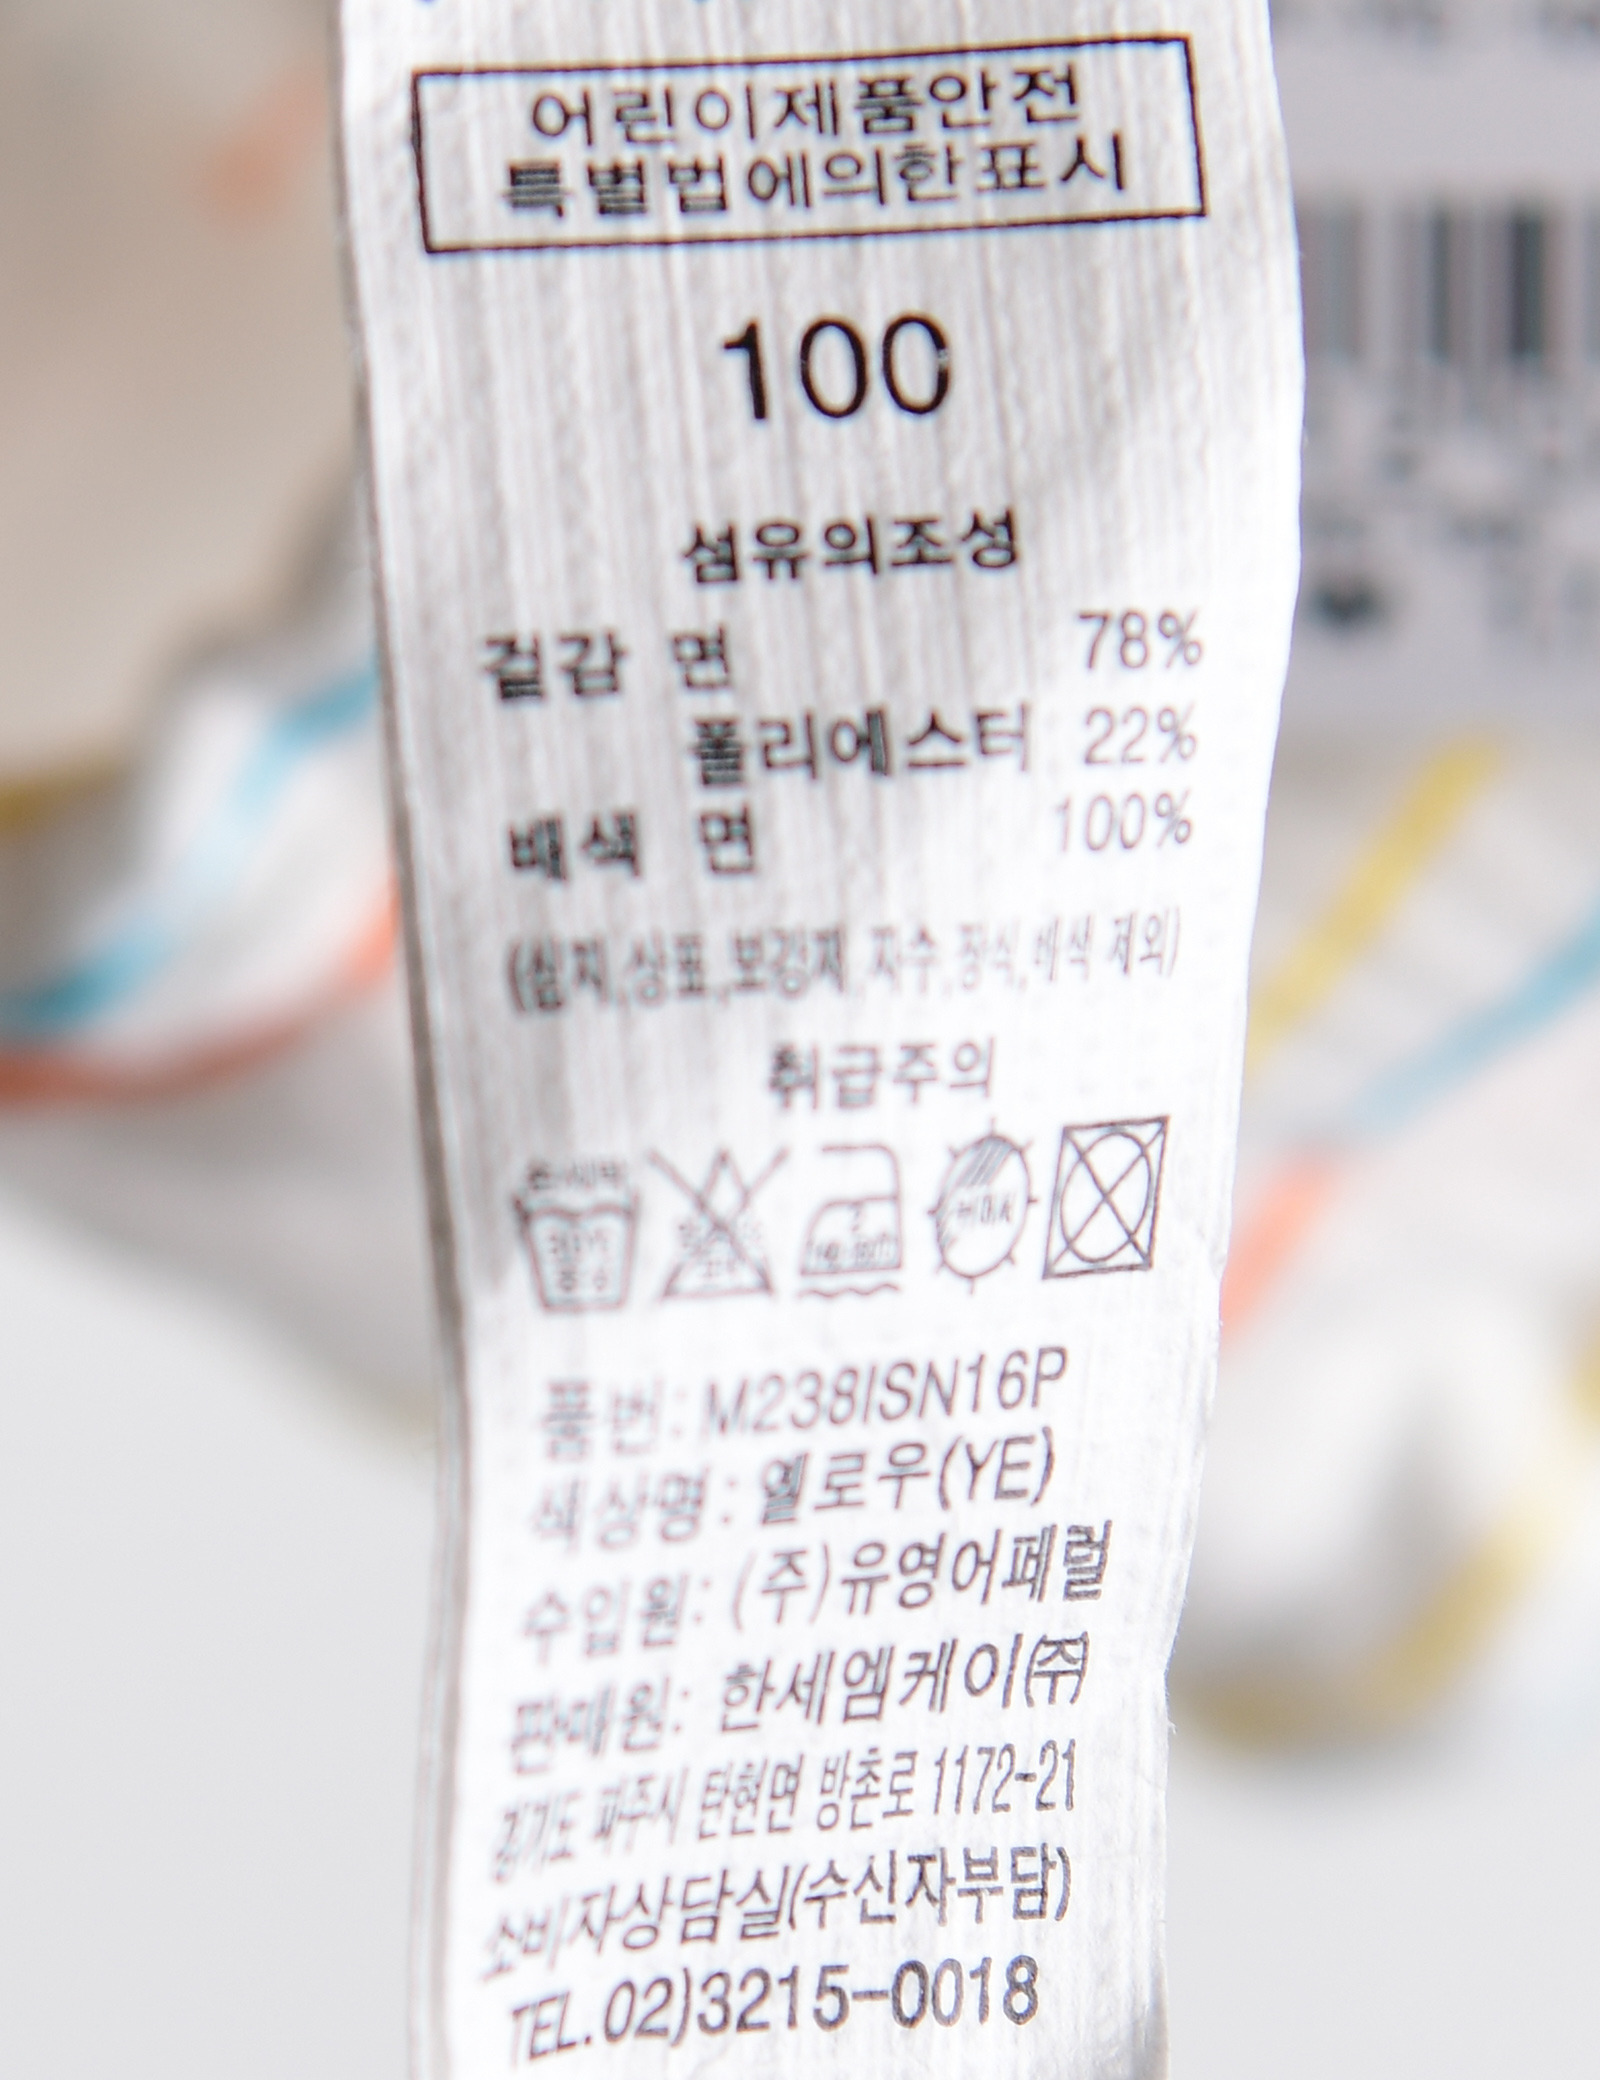 어린이제품안전
특별법에의한표시
100
섬유의조성
겉감 면 78%
폴리에스터 22%
배색 면 100%
(심지,상표,보강재,자수,장식,배색 제외)
취급주의
품번: M238ISN16P
색상명: 옐로우(YE)
수입원: (주)유영어페럴
판매원: 한세엠케이(주)
경기도 파주시 탄현면 방촌로 1172-21
소비자상담실(수신자부담)
TEL.02)3215-0018